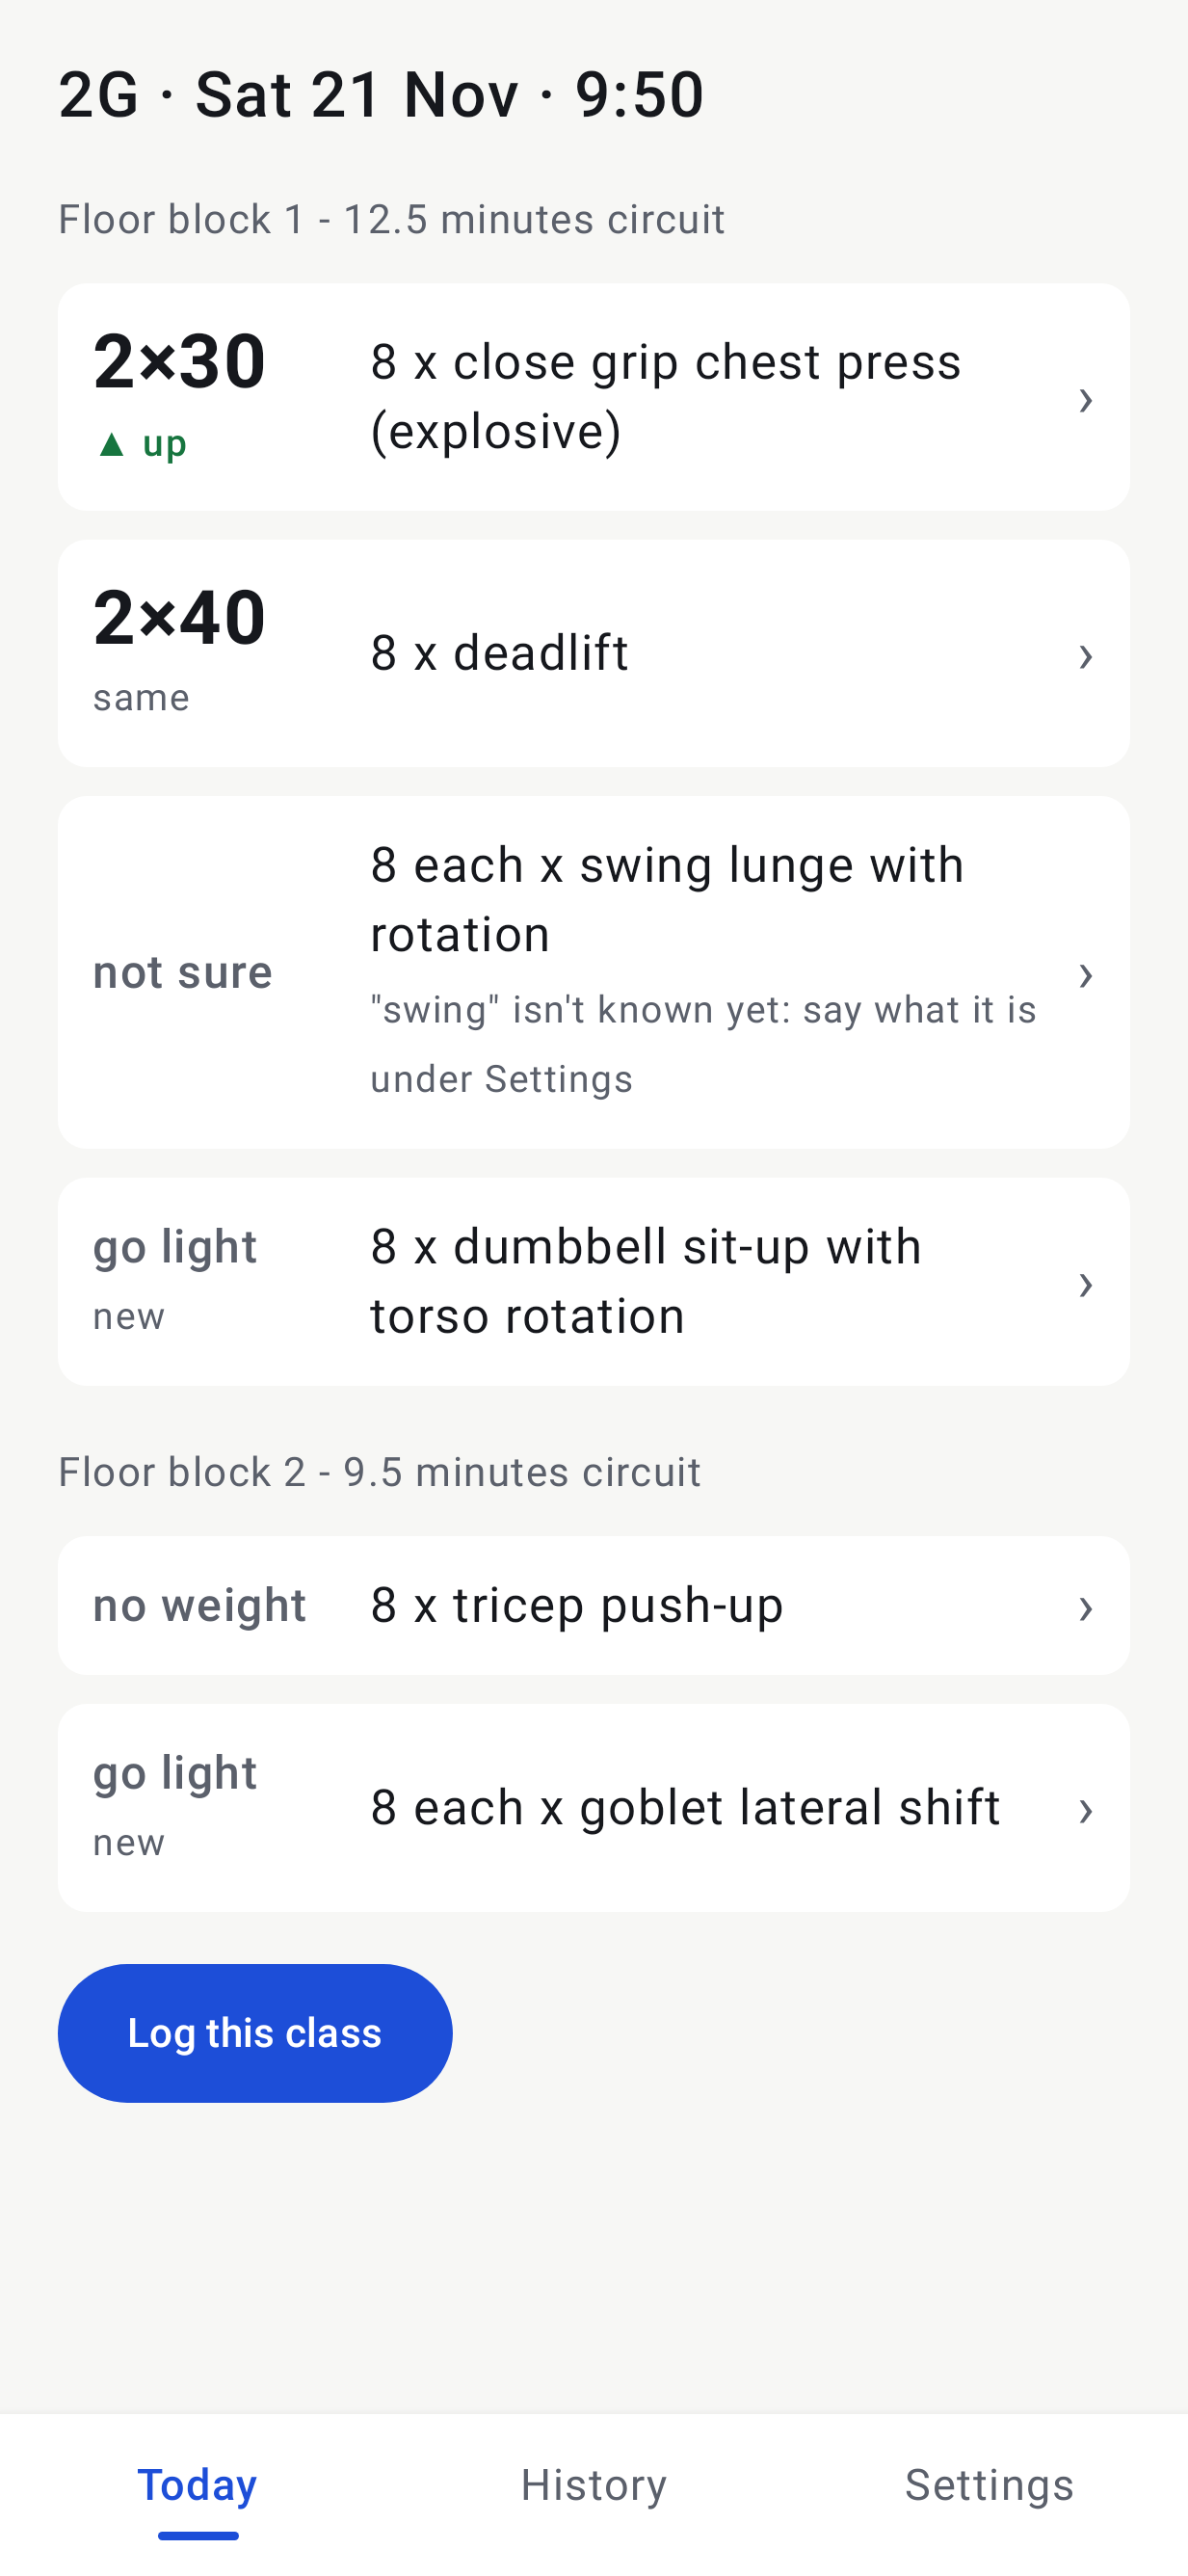 2G · Sat 21 Nov · 9:50
Floor block 1 - 12.5 minutes circuit
2×30
▲ up
8 x close grip chest press
(explosive)
›
2×40
same
8 x deadlift
›
not sure
8 each x swing lunge with
rotation
"swing" isn't known yet: say what it is
under Settings
›
go light
new
8 x dumbbell sit-up with
torso rotation
›
Floor block 2 - 9.5 minutes circuit
no weight
8 x tricep push-up
›
go light
new
8 each x goblet lateral shift
›
Log this class
Today
History
Settings